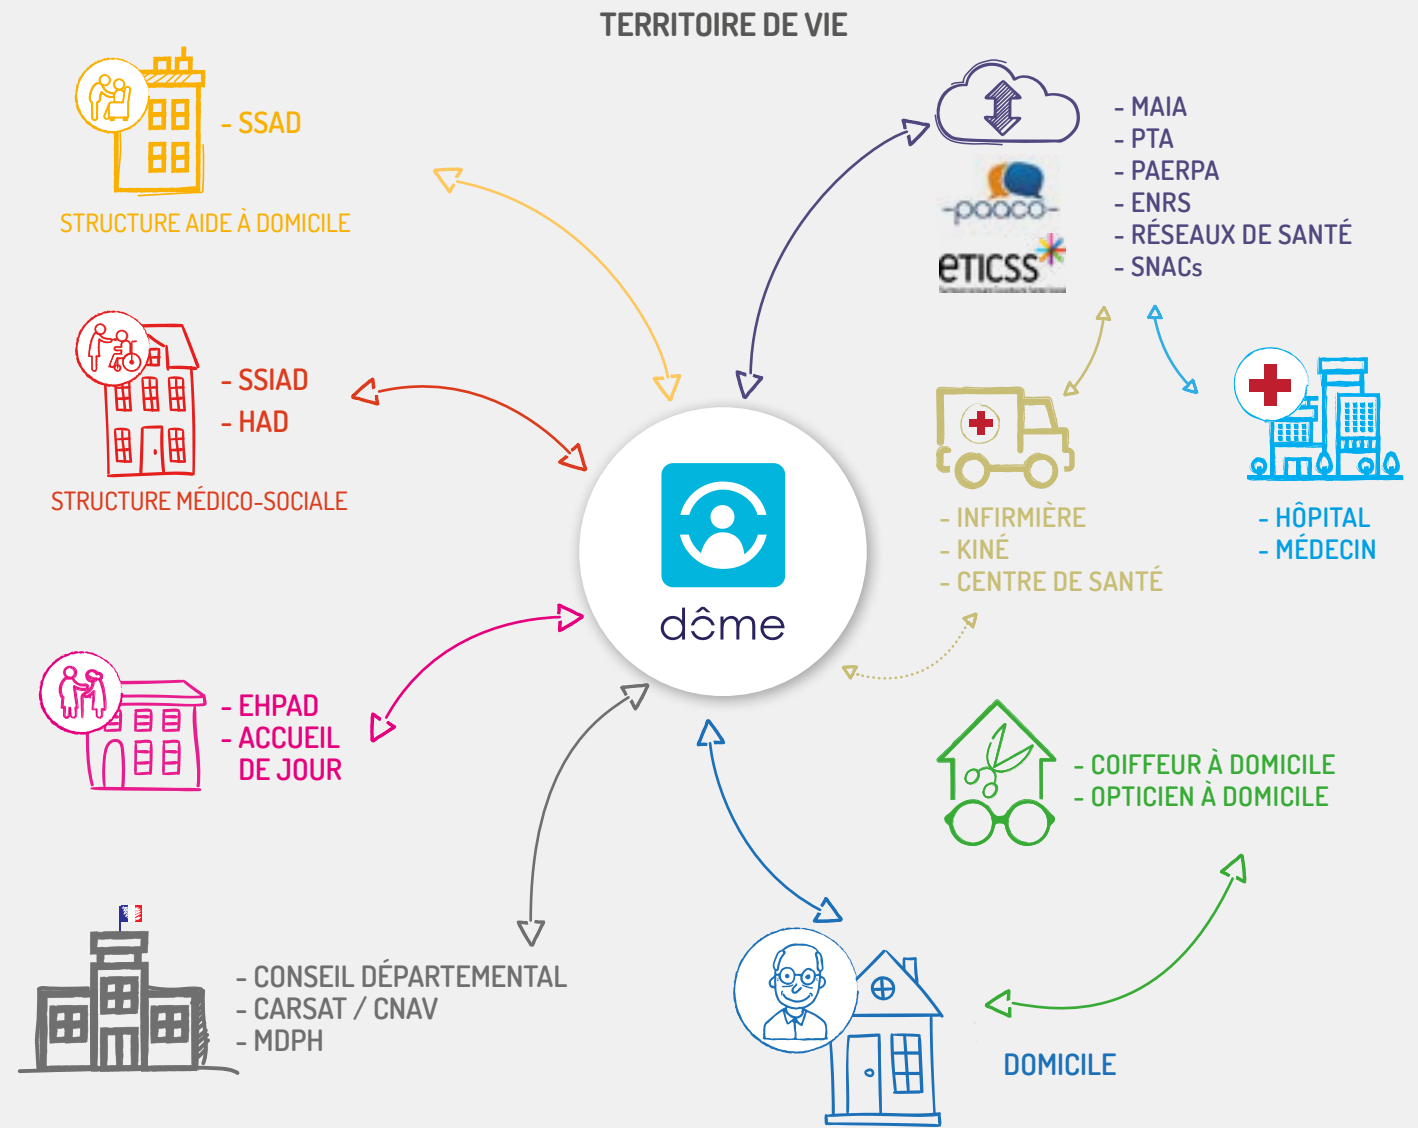 TERRITOIRE DE VIE
- SSAD
STRUCTURE AIDE À DOMICILE
- MAIA
- PTA
- PAERPA
- ENRS
- RÉSEAUX DE SANTÉ
- SNACs
-paaco-
eTICSS
- SSIAD
- HAD
STRUCTURE MÉDICO-SOCIALE
dôme
- INFIRMIÈRE
- KINÉ
- CENTRE DE SANTÉ
- HÔPITAL
- MÉDECIN
- EHPAD
- ACCUEIL
DE JOUR
- COIFFEUR À DOMICILE
- OPTICIEN À DOMICILE
- CONSEIL DÉPARTEMENTAL
- CARSAT / CNAV
- MDPH
DOMICILE